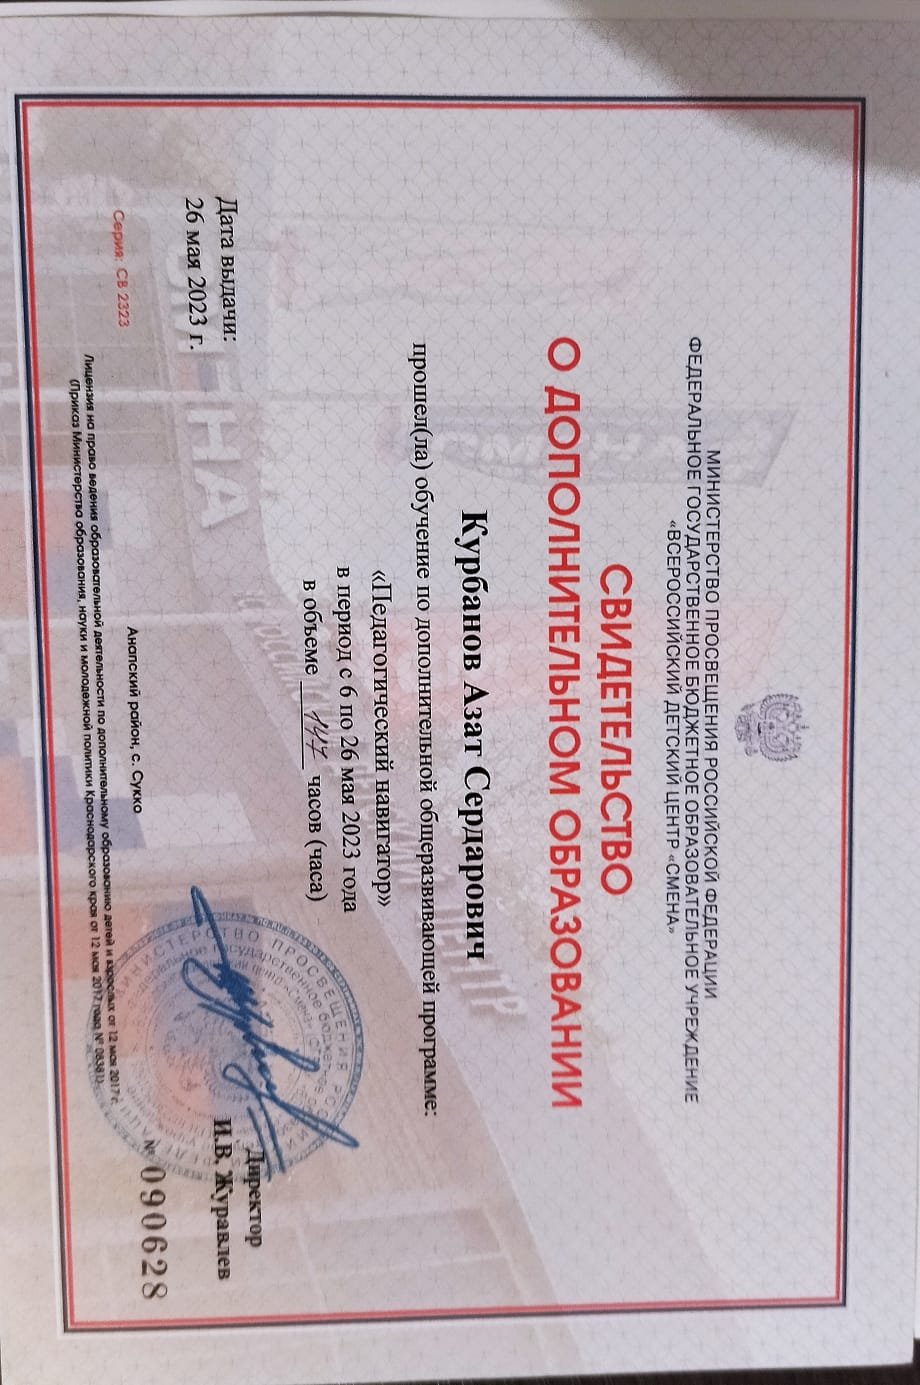 МИНИСТЕРСТВО ПРОСВЕЩЕНИЯ РОССИЙСКОЙ ФЕДЕРАЦИИ
ФЕДЕРАЛЬНОЕ ГОСУДАРСТВЕННОЕ БЮДЖЕТНОЕ ОБРАЗОВАТЕЛЬНОЕ УЧРЕЖДЕНИЕ
«ВСЕРОССИЙСКИЙ ДЕТСКИЙ ЦЕНТР «СМЕНА»
СВИДЕТЕЛЬСТВО
О ДОПОЛНИТЕЛЬНОМ ОБРАЗОВАНИИ
Курбанов Азат Сердарович
прошел(ла) обучение по дополнительной общеразвивающей программе:
«Педагогический навигатор»
в период с 6 по 26 мая 2023 года
в объеме 147 часов (часа)
Дата выдачи:
26 мая 2023 г.
Директор
И.В. Журавлев
Серия: СВ 2323
Анапский район, с. Сукко
№ 090628
Лицензия на право ведения образовательной деятельности по дополнительному образованию детей и взрослых от 12 мая 2017 г.
(Приказ Министерства образования, науки и молодежной политики Краснодарского края от 12 мая 2017 года № 08381)